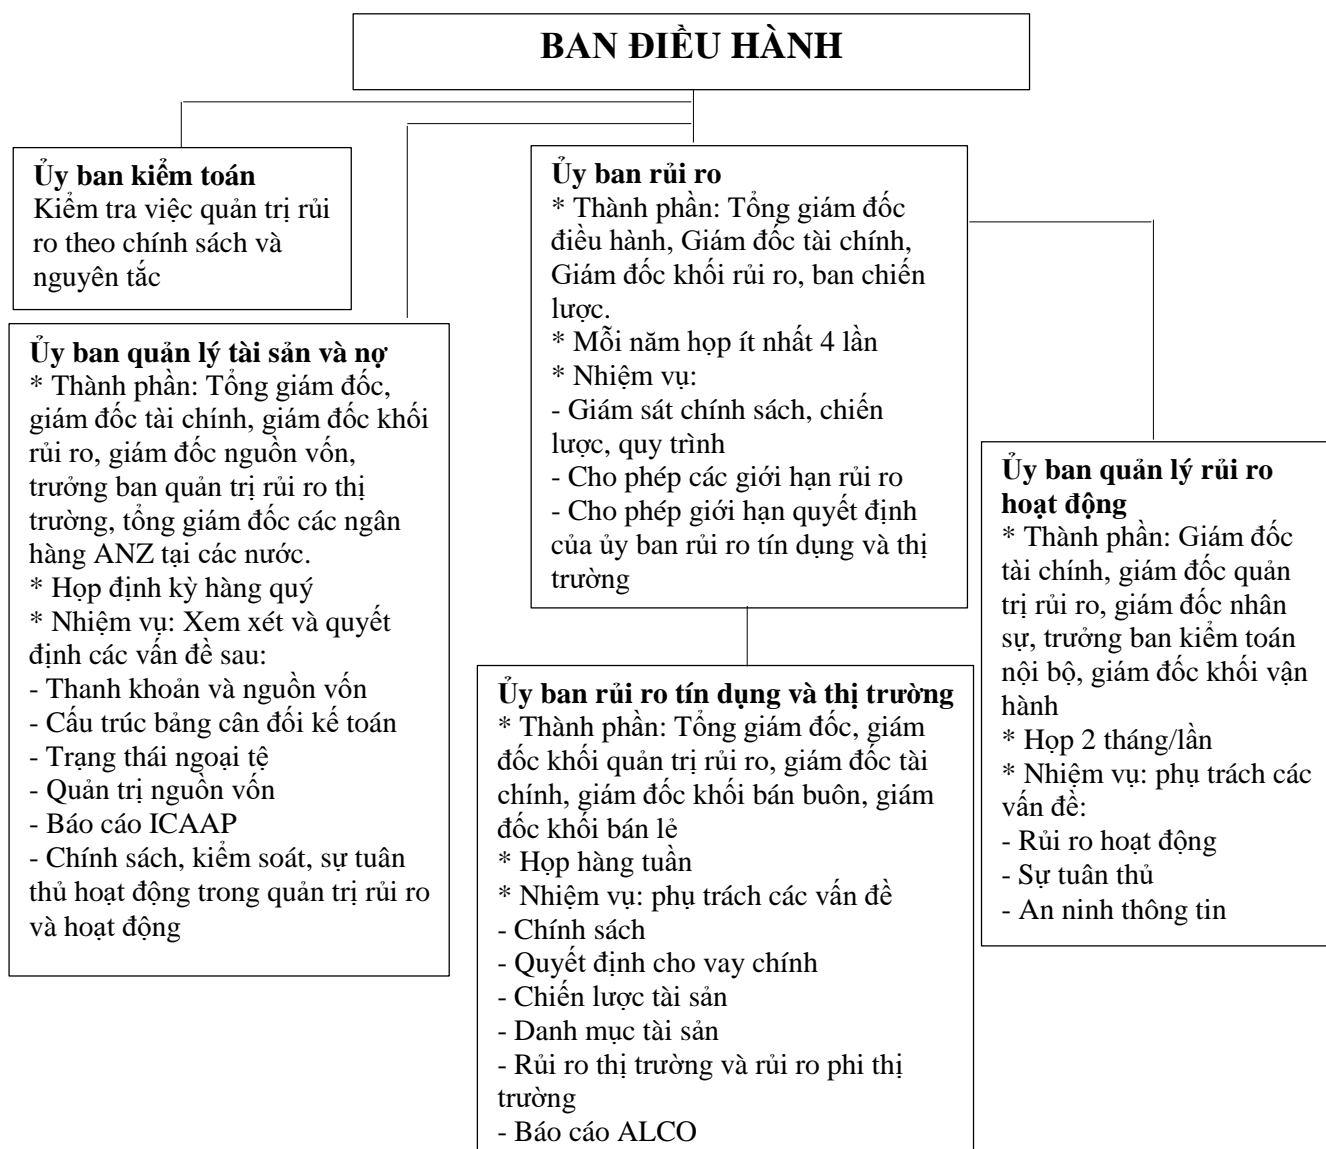 BAN ĐIỀU HÀNH
Ủy ban kiểm toán
Kiểm tra việc quản trị rủi
ro theo chính sách và
nguyên tắc
Ủy ban quản lý tài sản và nợ
* Thành phần: Tổng giám đốc,
giám đốc tài chính, giám đốc khối
rủi ro, giám đốc nguồn vốn,
trưởng ban quản trị rủi ro thị
trường, tổng giám đốc các ngân
hàng ANZ tại các nước.
* Họp định kỳ hàng quý
* Nhiệm vụ: Xem xét và quyết
định các vấn đề sau:
- Thanh khoản và nguồn vốn
- Cấu trúc bảng cân đối kế toán
- Trạng thái ngoại tệ
- Quản trị nguồn vốn
- Báo cáo ICAAP
- Chính sách, kiểm soát, sự tuân
thủ hoạt động trong quản trị rủi ro
và hoạt động
Ủy ban rủi ro
* Thành phần: Tổng giám đốc
điều hành, Giám đốc tài chính,
Giám đốc khối rủi ro, ban chiến
lược.
* Mỗi năm họp ít nhất 4 lần
* Nhiệm vụ:
- Giám sát chính sách, chiến
lược, quy trình
- Cho phép các giới hạn rủi ro
- Cho phép giới hạn quyết định
của ủy ban rủi ro tín dụng và thị
trường
Ủy ban rủi ro tín dụng và thị trường
* Thành phần: Tổng giám đốc, giám
đốc khối quản trị rủi ro, giám đốc tài
chính, giám đốc khối bán buôn, giám
đốc khối bán lẻ
* Họp hàng tuần
* Nhiệm vụ: phụ trách các vấn đề
- Chính sách
- Quyết định cho vay chính
- Chiến lược tài sản
- Danh mục tài sản
- Rủi ro thị trường và rủi ro phi thị
trường
- Báo cáo ALCO
Ủy ban quản lý rủi ro
hoạt động
* Thành phần: Giám đốc
tài chính, giám đốc quản
trị rủi ro, giám đốc nhân
sự, trưởng ban kiểm toán
nội bộ, giám đốc khối vận
hành
* Họp 2 tháng/lần
* Nhiệm vụ: phụ trách các
vấn đề:
- Rủi ro hoạt động
- Sự tuân thủ
- An ninh thông tin